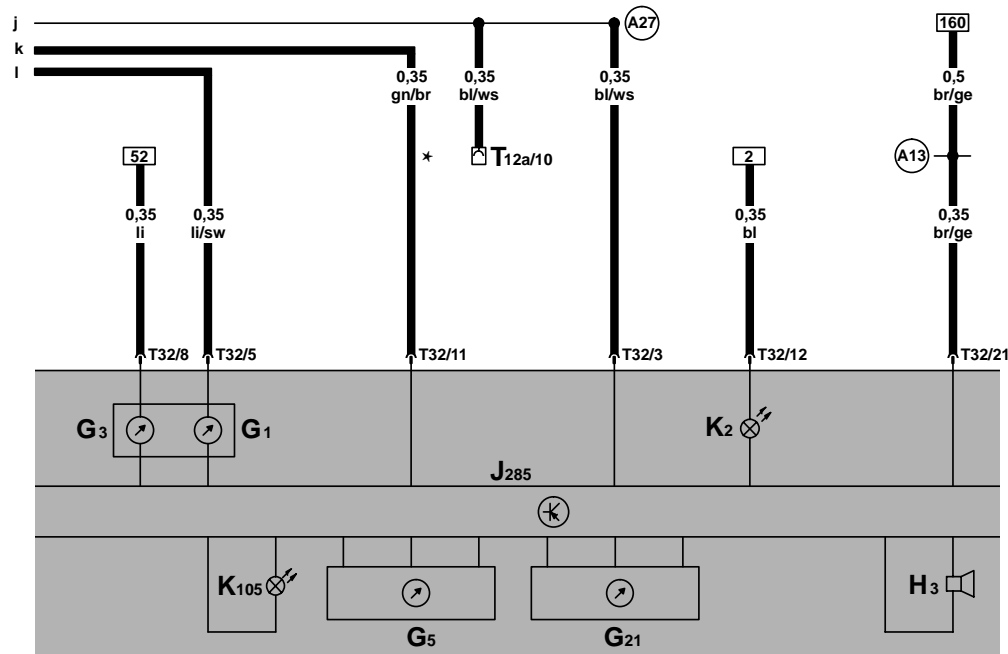 j
A27
160
k
l
0,35
gn/br
0,35
bl/ws
0,35
bl/ws
0,5
br/ge
52
*
T12a/10
2
A13
0,35
li
0,35
li/sw
0,35
bl
0,35
br/ge
T32/8
T32/5
T32/11
T32/3
T32/12
T32/21
G3
G1
K2
J285
K105
H3
G5
G21